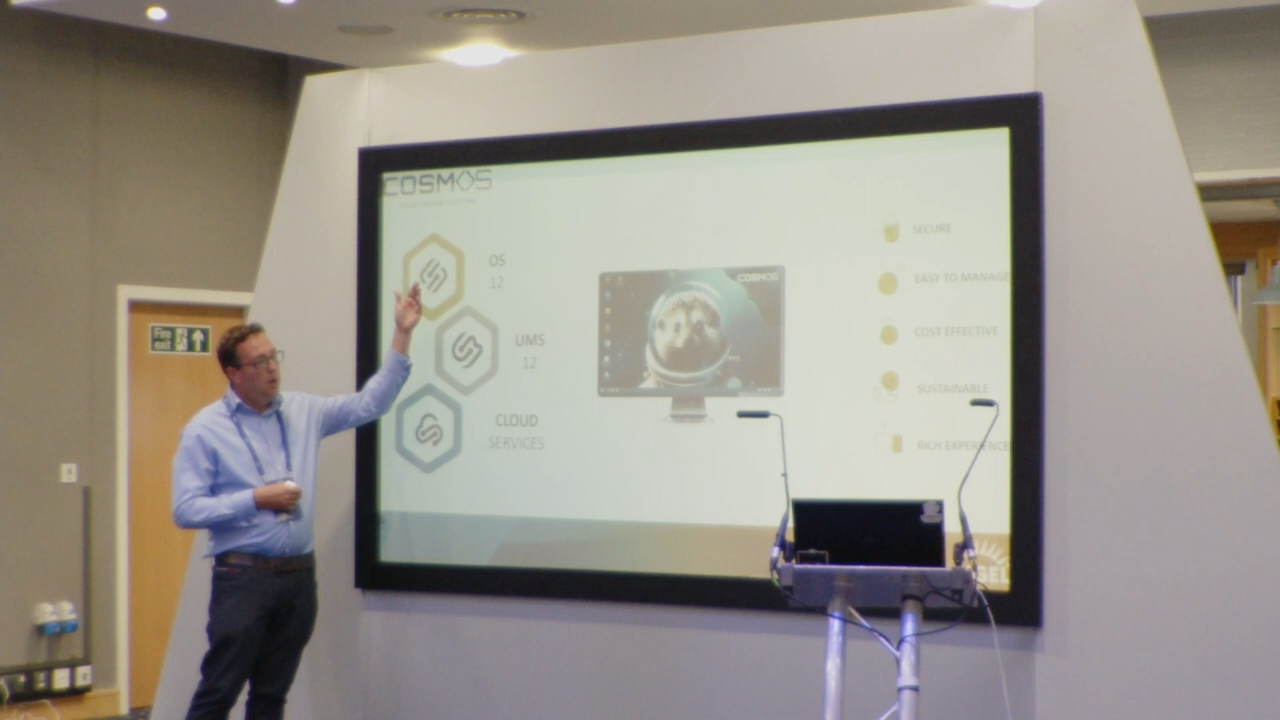 COSMOS
OS
12
UMS
12
CLOUD
SERVICES
COSMOS
SECURE
EASY TO MANAGE
COST EFFECTIVE
SUSTAINABLE
RICH EXPERIENCE
Fire
exit
GEL